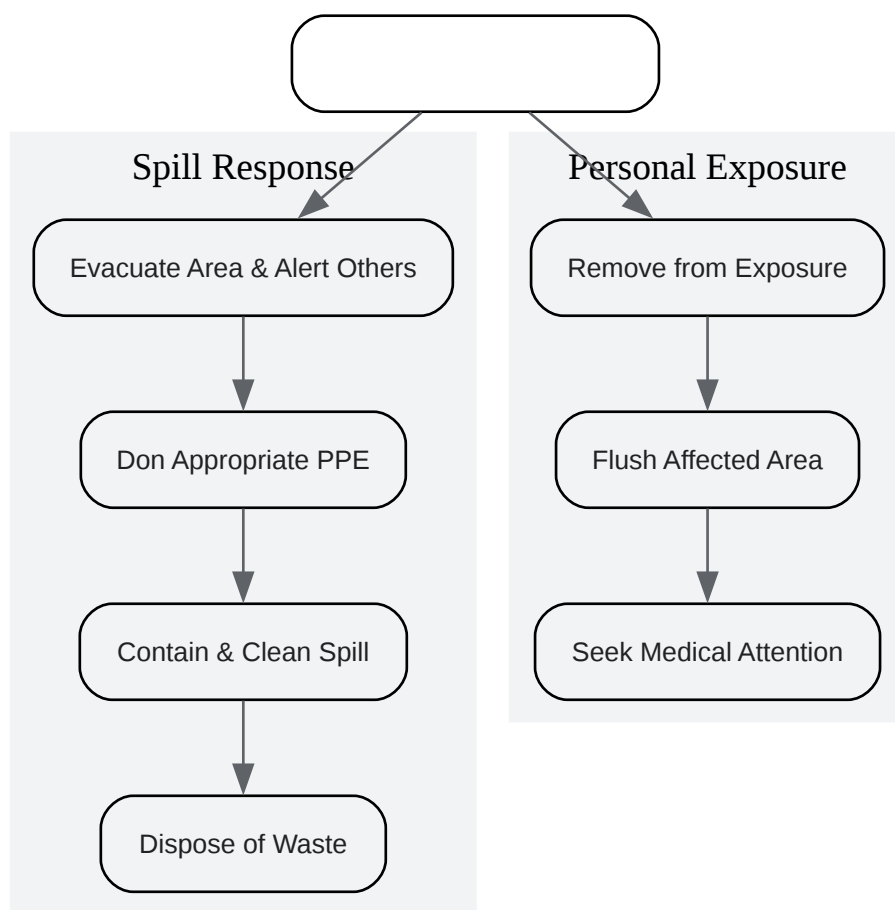 Spill Response
Evacuate Area & Alert Others
Don Appropriate PPE
Contain & Clean Spill
Dispose of Waste
Personal Exposure
Remove from Exposure
Flush Affected Area
Seek Medical Attention